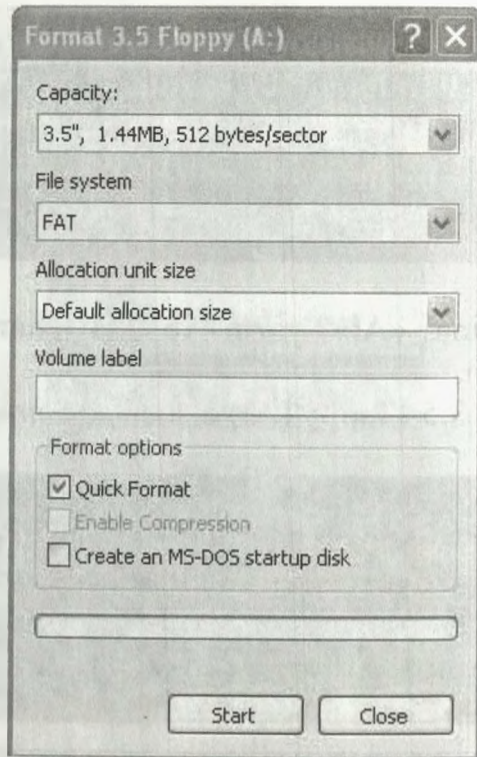 Format 3.5 Floppy (A:)
Capacity:
3.5", 1.44MB, 512 bytes/sector
File system
FAT
Allocation unit size
Default allocation size
Volume label
Format options
Quick Format
Enable Compression
Create an MS-DOS startup disk
Start Close